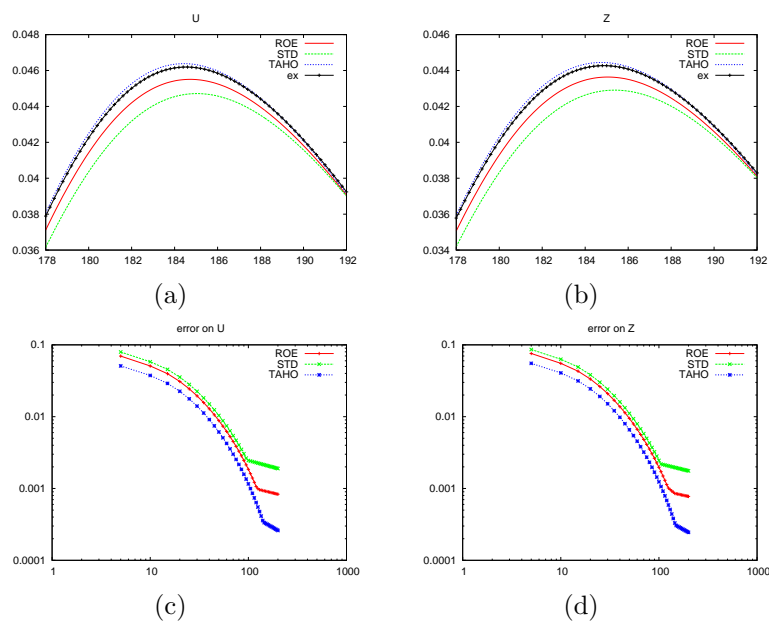 U
0.048
0.046
0.044
0.042
0.04
0.038
0.036
178 180 182 184 186 188 190 192
ROE
STD
TAHO
ex
(a)
Z
0.048
0.046
0.044
0.042
0.04
0.038
0.036
0.034
178 180 182 184 186 188 190 192
ROE
STD
TAHO
ex
(b)
error on U
0.1
0.01
0.001
0.0001
1 10 100 1000
ROE
STD
TAHO
(c)
error on Z
0.1
0.01
0.001
0.0001
1 10 100 1000
ROE
STD
TAHO
(d)